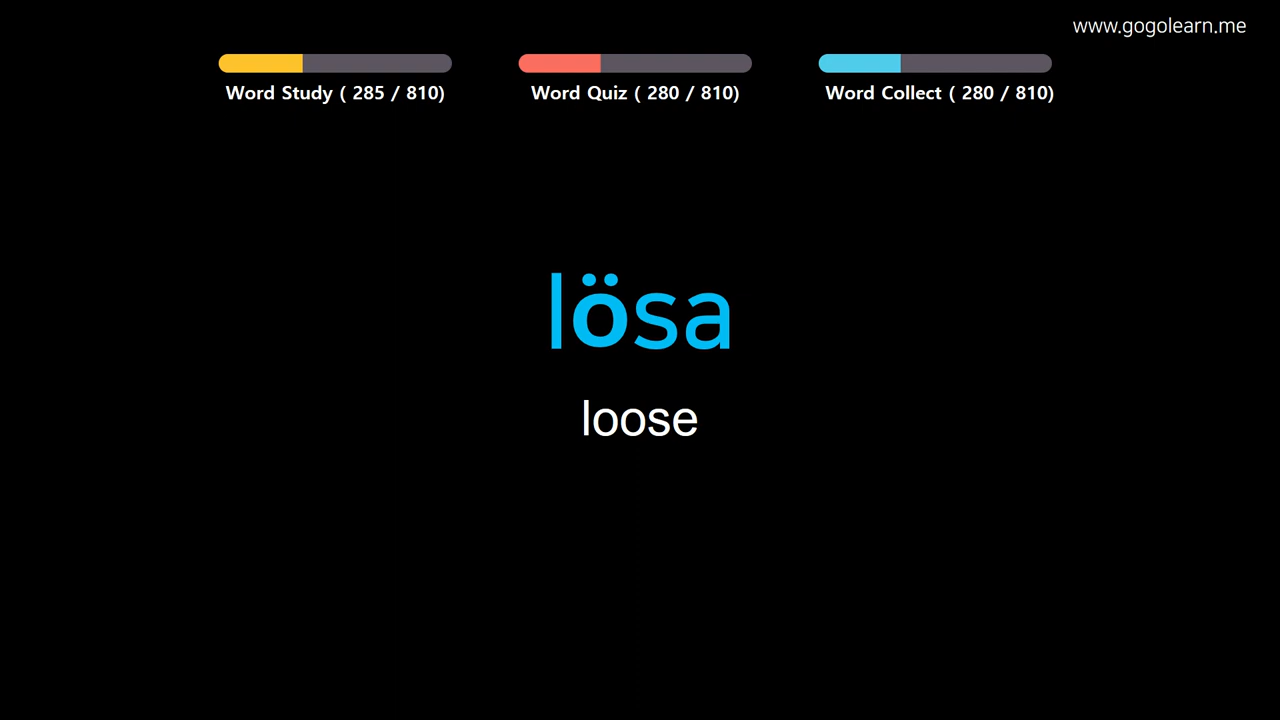 www.gogolearn.me
Word Study ( 285 / 810)
Word Quiz ( 280 / 810)
Word Collect ( 280 / 810)
lösa
loose